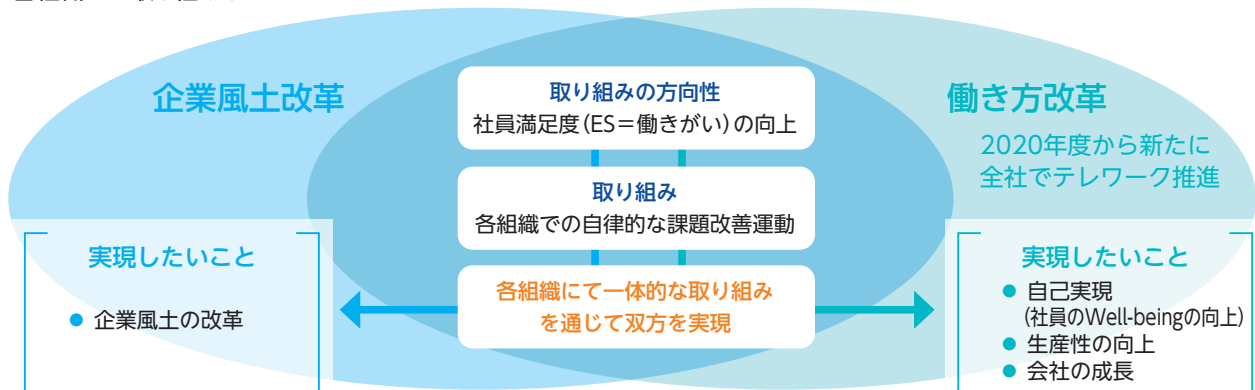 企業風土改革
取り組みの方向性
社員満足度(ES=働きがい)の向上
取り組み
各組織での自律的な課題改善運動
各組織にて一体的な取り組み
を通じて双方を実現
働き方改革
2020年度から新たに
全社でテレワーク推進
実現したいこと
● 企業風土の改革
実現したいこと
● 自己実現
(社員のWell-beingの向上)
● 生産性の向上
● 会社の成長